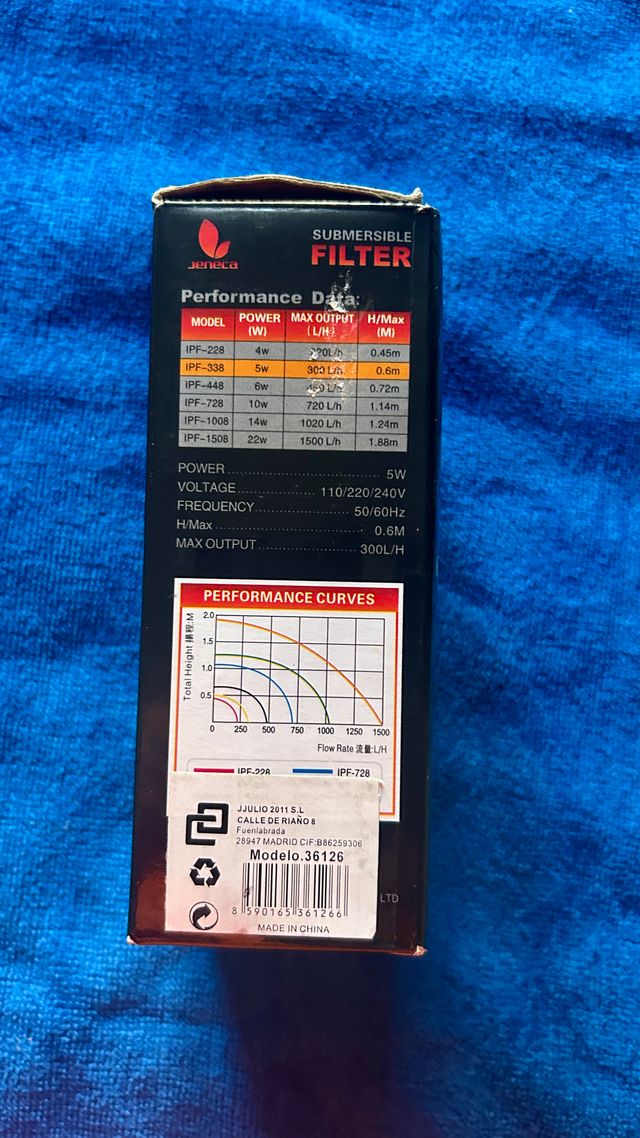 Jeneca
SUBMERSIBLE
FILTER
Performance Data:
MODEL POWER (W) MAX OUTPUT (L/H) H/Max (M)
IPF-228 4w 0.45m
IPF-338 5w 300 L/h 0.6m
IPF-448 6w L/h 0.72m
IPF-728 10w 720 L/h 1.14m
IPF-1008 14w 1020 L/h 1.24m
IPF-1508 22w 1500 L/h 1.88m
POWER 5W
VOLTAGE 110/220/240V
FREQUENCY 50/60Hz
H/Max 0.6M
MAX OUTPUT 300L/H
PERFORMANCE CURVES
Total Height 揚程:M
2.0
1.5
1.0
0.5
0 250 500 750 1000 1250 1500
Flow Rate 流量:L/H
IPF-228 IPF-728
JJULIO 2011 S.L
CALLE DE RIAÑO 8
Fuenlabrada
28947 MADRID CIF:B86259306
Modelo.36126
8 590165 361266
MADE IN CHINA
LTD